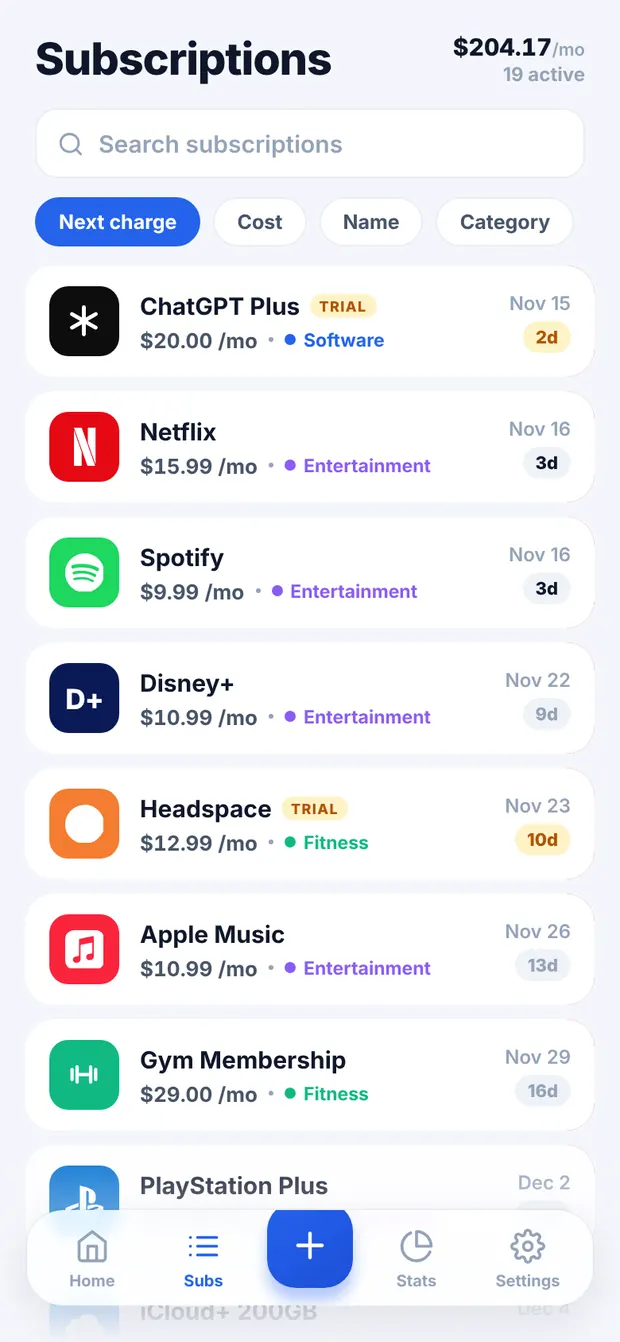 Subscriptions
$204.17/mo
19 active
Search subscriptions
Next charge
Cost
Name
Category
ChatGPT Plus TRIAL
Nov 15
$20.00 /mo • Software
2d
Netflix
Nov 16
N
$15.99 /mo • Entertainment
3d
Spotify
Nov 16
$9.99 /mo • Entertainment
3d
Disney+
Nov 22
D+
$10.99 /mo • Entertainment
9d
Headspace TRIAL
Nov 23
$12.99 /mo • Fitness
10d
Apple Music
Nov 26
$10.99 /mo • Entertainment
13d
Gym Membership
Nov 29
$29.00 /mo • Fitness
16d
PlayStation Plus
Dec 2
Home
Subs
Stats
Settings
iCloud+ 200GB
Dec 4